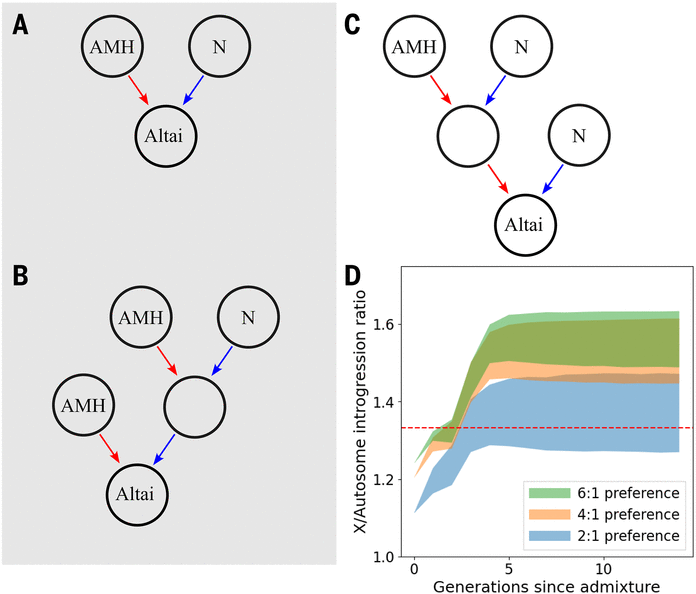 A
AMH
N
Altai
B
AMH
N
AMH
Altai
C
AMH
N
N
Altai
D
X/Autosome introgression ratio
1.6
1.4
1.2
1.0
6:1 preference
4:1 preference
2:1 preference
0
5
10
Generations since admixture